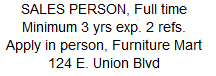 SALES PERSON, Full time
Minimum 3 yrs exp. 2 refs.
Apply in person, Furniture Mart
124 E. Union Blvd